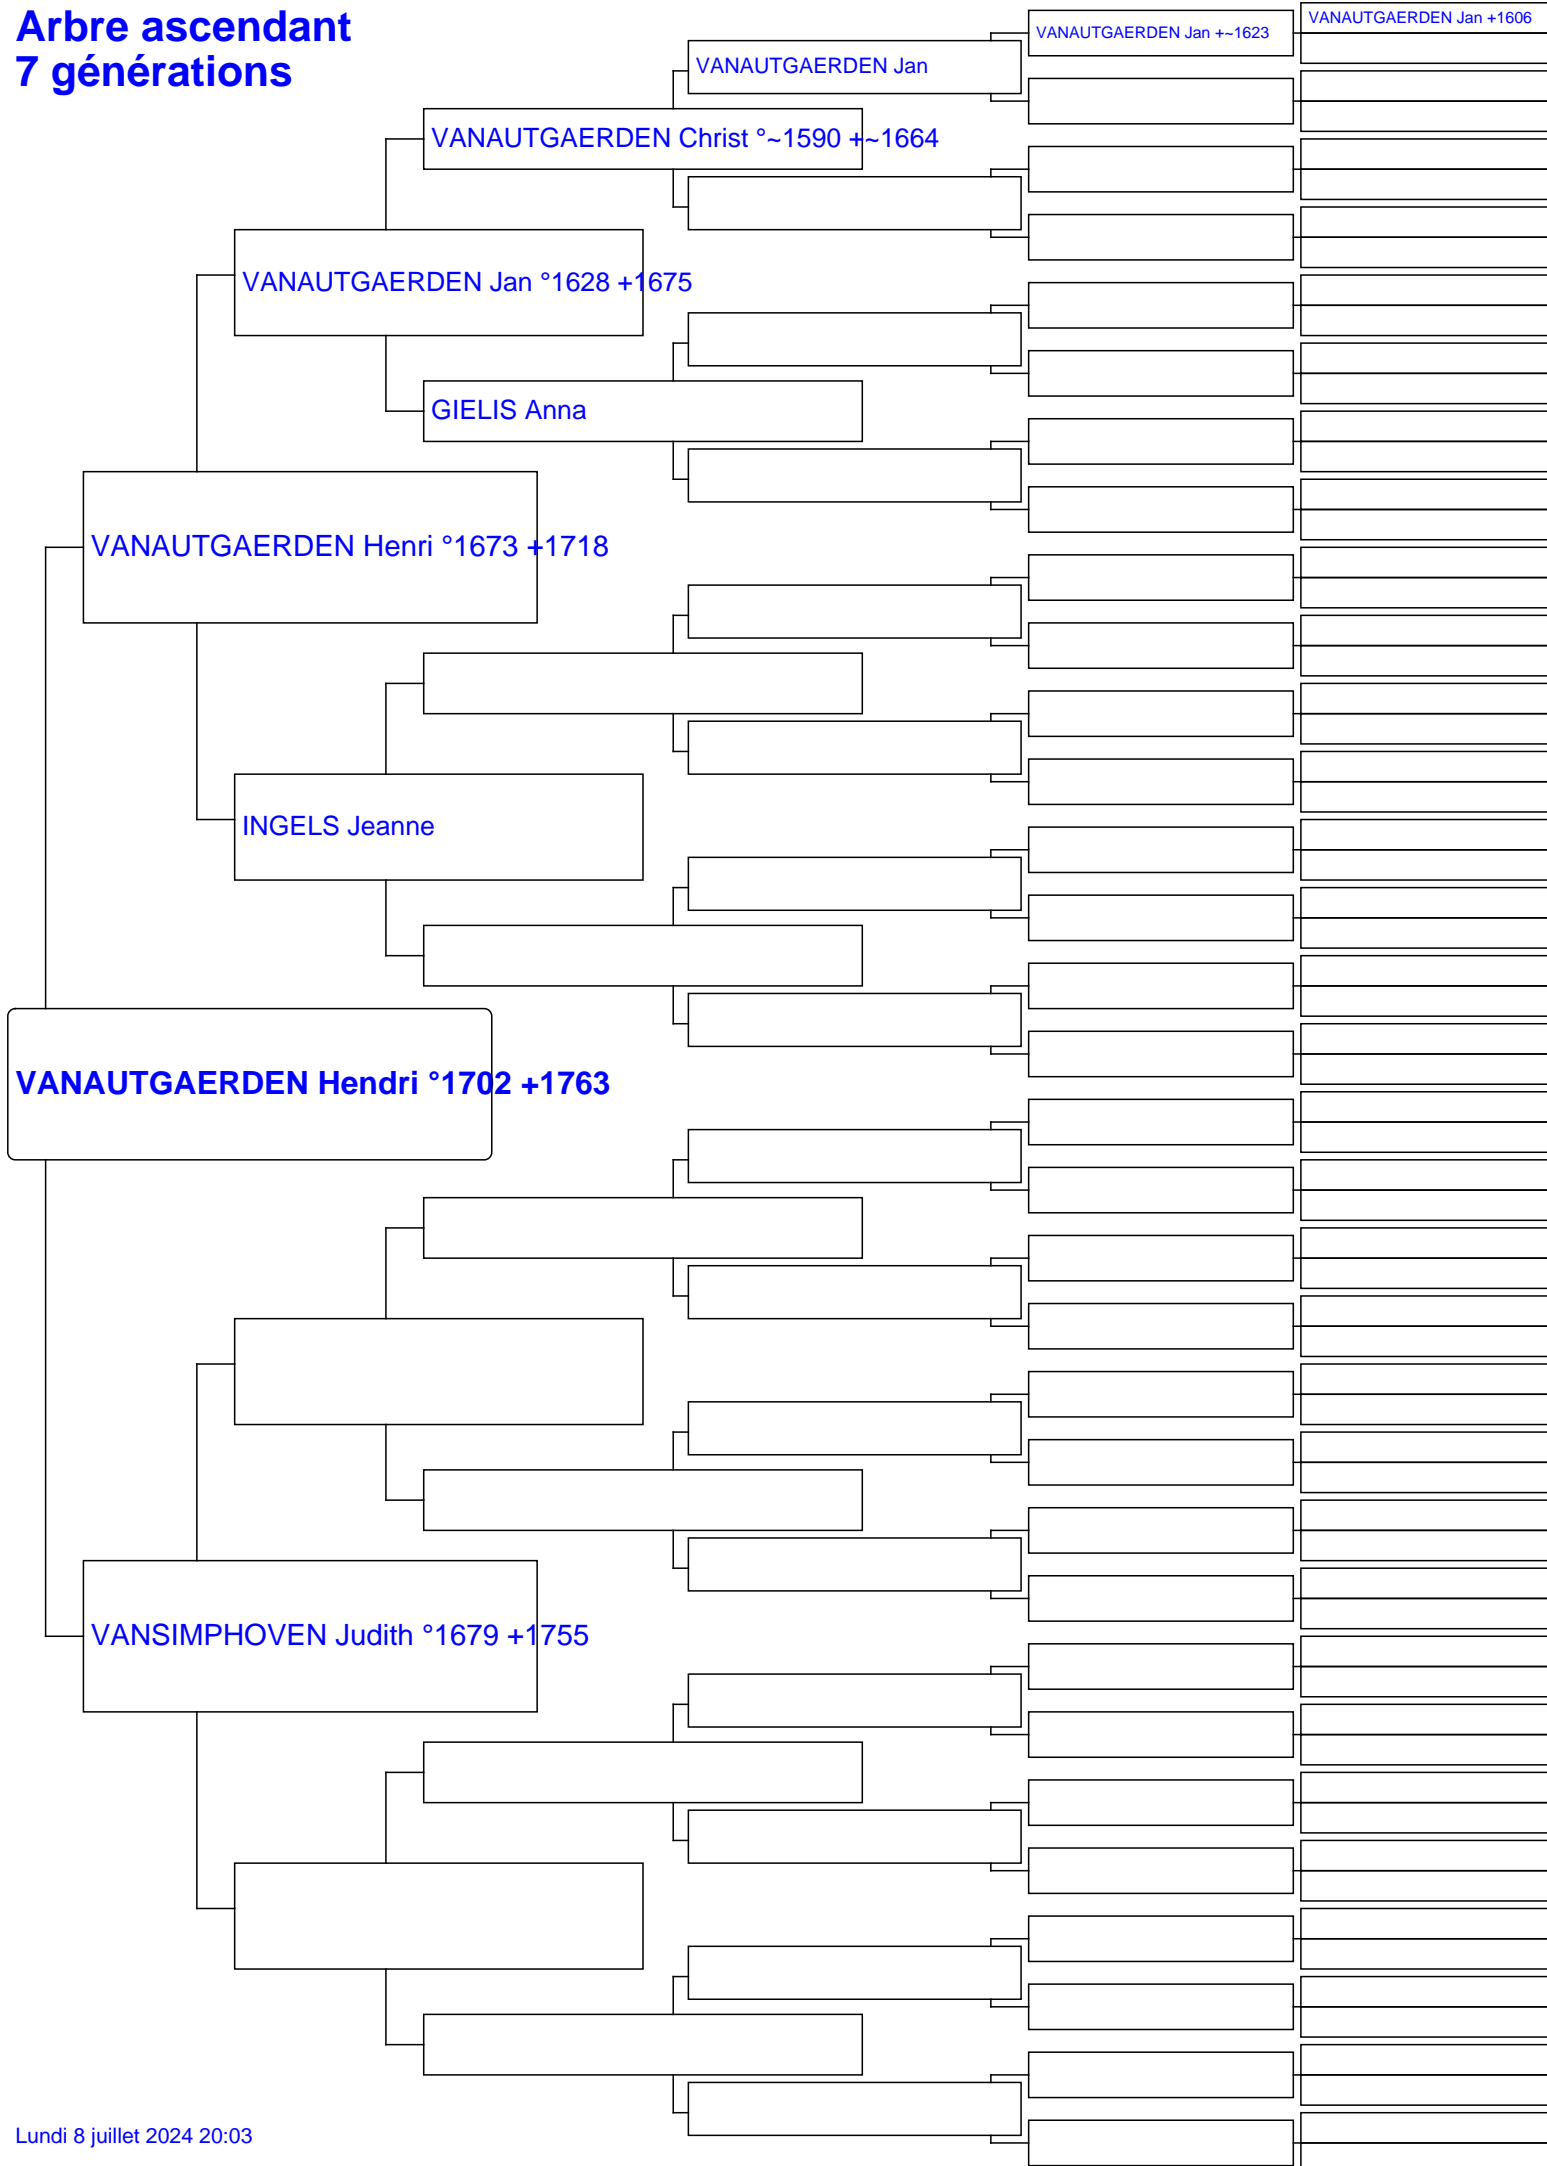 Arbre ascendant
7 générations
VANAUTGAERDEN Jan +1606
VANAUTGAERDEN Jan +~1623
VANAUTGAERDEN Jan
VANAUTGAERDEN Christ °~1590 +~1664
VANAUTGAERDEN Jan °1628 +1675
GIELIS Anna
VANAUTGAERDEN Henri °1673 +1718
INGELS Jeanne
VANAUTGAERDEN Hendri °1702 +1763
VANSIMPHOVEN Judith °1679 +1755
Lundi 8 juillet 2024 20:03